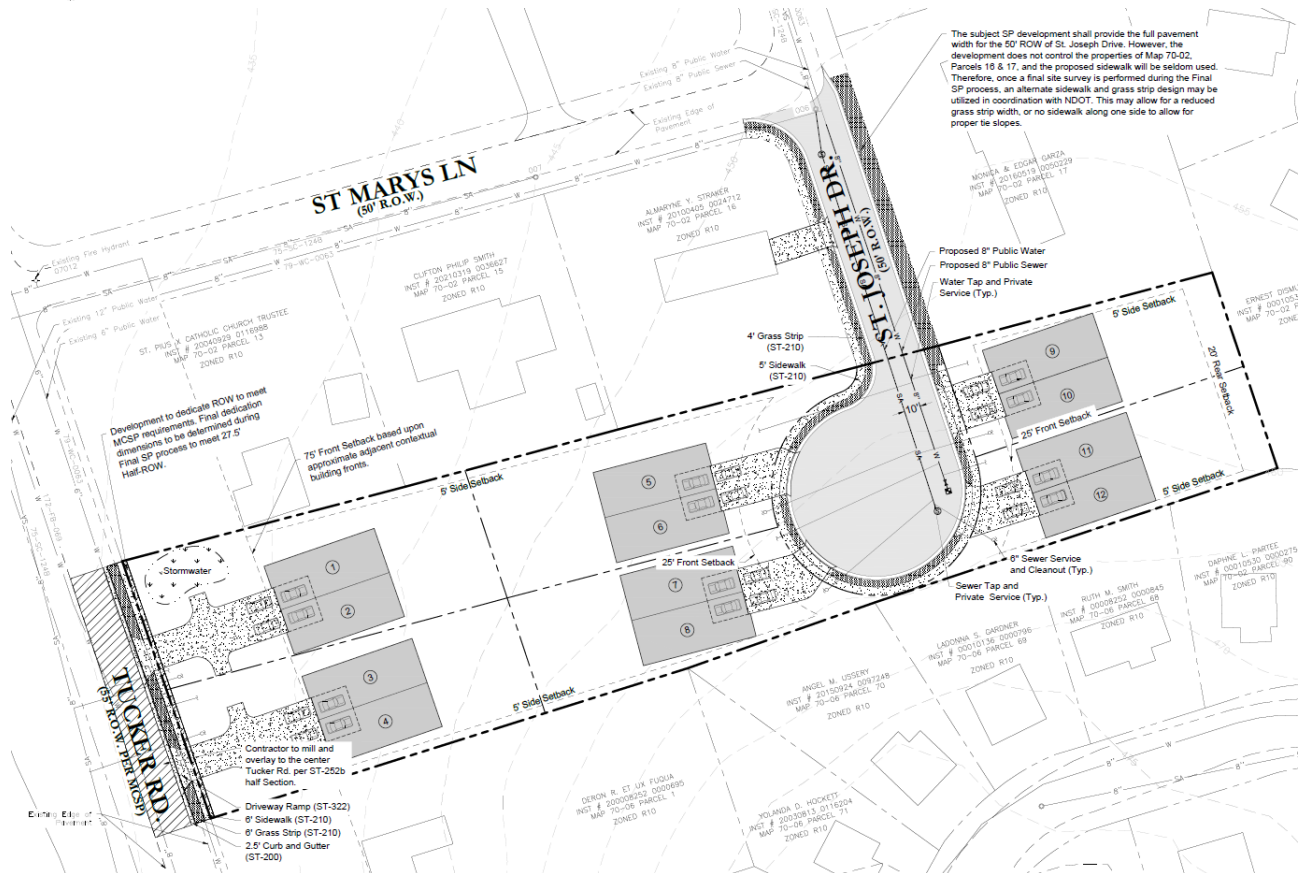 The subject SP development shall provide the full pavement
width for the 50' ROW of St. Joseph Drive. However, the
development does not control the properties of Map 70-02,
Parcels 16 & 17, and the proposed sidewalk will be seldom used.
Therefore, once a final site survey is performed during the Final
SP process, an alternate sidewalk and grass strip design may be
utilized in coordination with NDOT. This may allow for a reduced
grass strip width, or no sidewalk along one side to allow for
proper tie slopes.
Existing 8" Public Water
Existing 8" Public Sewer
Existing Edge of
Pavement
ST MARYS LN
(50' R.O.W.)
ST. JOSEPH DR.
(50' R.O.W.)
MONICA & EDGAR GARZA
INST # 20160519 0050229
MAP 70-02 PARCEL 17
ZONED R10
ALMARYNE Y. STRAKER
INST # 20100405 0024712
MAP 70-02 PARCEL 16
ZONED R10
CLIFTON PHILIP SMITH
INST # 20210319 0036627
MAP 70-02 PARCEL 15
ZONED R10
Existing Fire Hydrant
07012
Existing 12" Public Water
Existing 6" Public Water
ST. PIUS X CATHOLIC CHURCH TRUSTEE
INST # 20040929 0116988
MAP 70-02 PARCEL 13
ZONED R10
Proposed 8" Public Water
Proposed 8" Public Sewer
Water Tap and Private
Service (Typ.)
4' Grass Strip
(ST-210)
5' Sidewalk
(ST-210)
5' Side Setback
20' Rear Setback
ERNEST DISMU
INST # 0001053
MAP 70-02 P
ZONE
Development to dedicate ROW to meet
MCSP requirements. Final dedication
dimensions to be determined during
Final SP process to meet 27.5'
Half-ROW.
75' Front Setback based upon
approximate adjacent contextual
building fronts.
5' Side Setback
25' Front Setback
5' Side Setback
25' Front Setback
10'
9
10
11
12
5
6
7
8
1
2
3
4
Stormwater
6" Sewer Service
and Cleanout (Typ.)
Sewer Tap and
Private Service (Typ.)
DAPHNE L. PARTEE
INST # 00010530 0000275
MAP 70-02 PARCEL 90
ZONED R10
RUTH M. SMITH
INST # 00008252 0000845
MAP 70-06 PARCEL 68
ZONED R10
LADONNA S. GARDNER
INST # 00010136 0000796
MAP 70-06 PARCEL 69
ZONED R10
ANGEL M. USSERY
INST # 20150924 0097248
MAP 70-06 PARCEL 70
ZONED R10
5' Side Setback
TUCKER RD.
(55' R.O.W. PER MCSP)
Contractor to mill and
overlay to the center
Tucker Rd. per ST-252b
half Section.
Driveway Ramp (ST-322)
6' Sidewalk (ST-210)
6' Grass Strip (ST-210)
2.5' Curb and Gutter
(ST-200)
Existing Edge of
Pavement
DERON R. ET UX FUQUA
INST # 200008252 0000695
MAP 70-06 PARCEL 1
ZONED R10
YOLANDA D. HOCKETT
INST # 20030813 0116204
MAP 70-06 PARCEL 71
ZONED R10